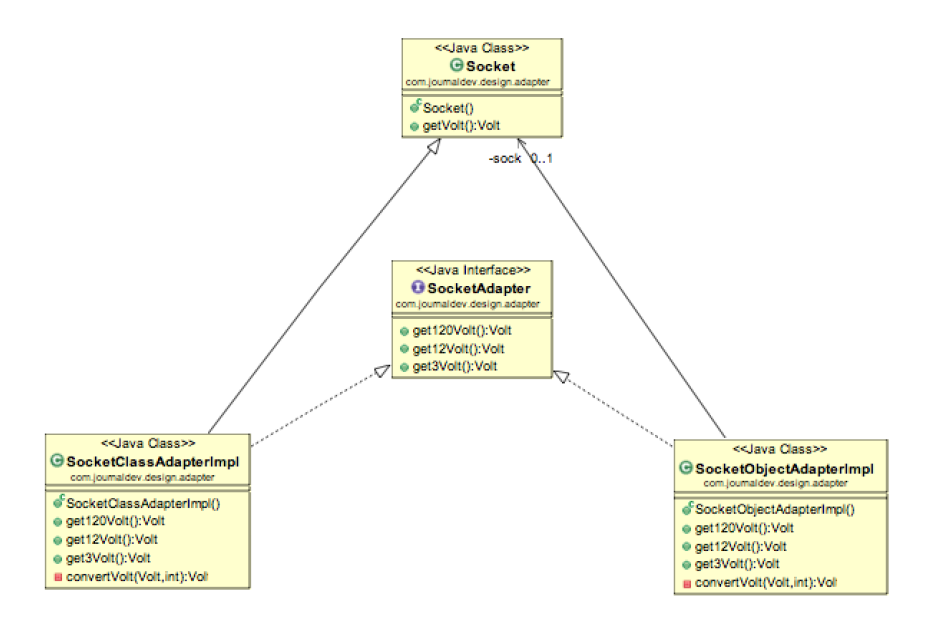 <<Java Class>>
Socket
com.journaldev.design.adapter
Socket()
getVolt():Volt
-sock 0..1
<<Java Interface>>
SocketAdapter
com.journaldev.design.adapter
get120Volt():Volt
get12Volt():Volt
get3Volt():Volt
<<Java Class>>
SocketClassAdapterImpl
com.journaldev.design.adapter
SocketClassAdapterImpl()
get120Volt():Volt
get12Volt():Volt
get3Volt():Volt
convertVolt(Volt,int):Volt
<<Java Class>>
SocketObjectAdapterImpl
com.journaldev.design.adapter
SocketObjectAdapterImpl()
get120Volt():Volt
get12Volt():Volt
get3Volt():Volt
convertVolt(Volt,int):Volt